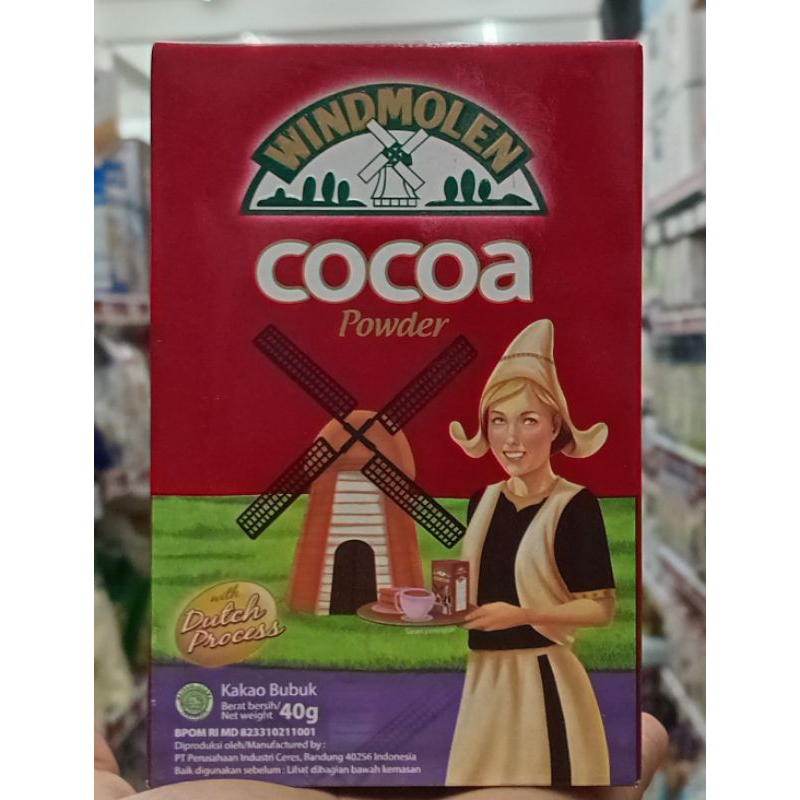 WINDMOLEN
cocoa
Powder
with
Dutch
Process
Kakao Bubuk
Berat bersih/
Net weight 40g
BPOM RI MD 823310211001
Diproduksi oleh/Manufactured by :
PT Perusahaan Industri Ceres, Bandung 40256 Indonesia
Baik digunakan sebelum : Lihat dibagian bawah kemasan